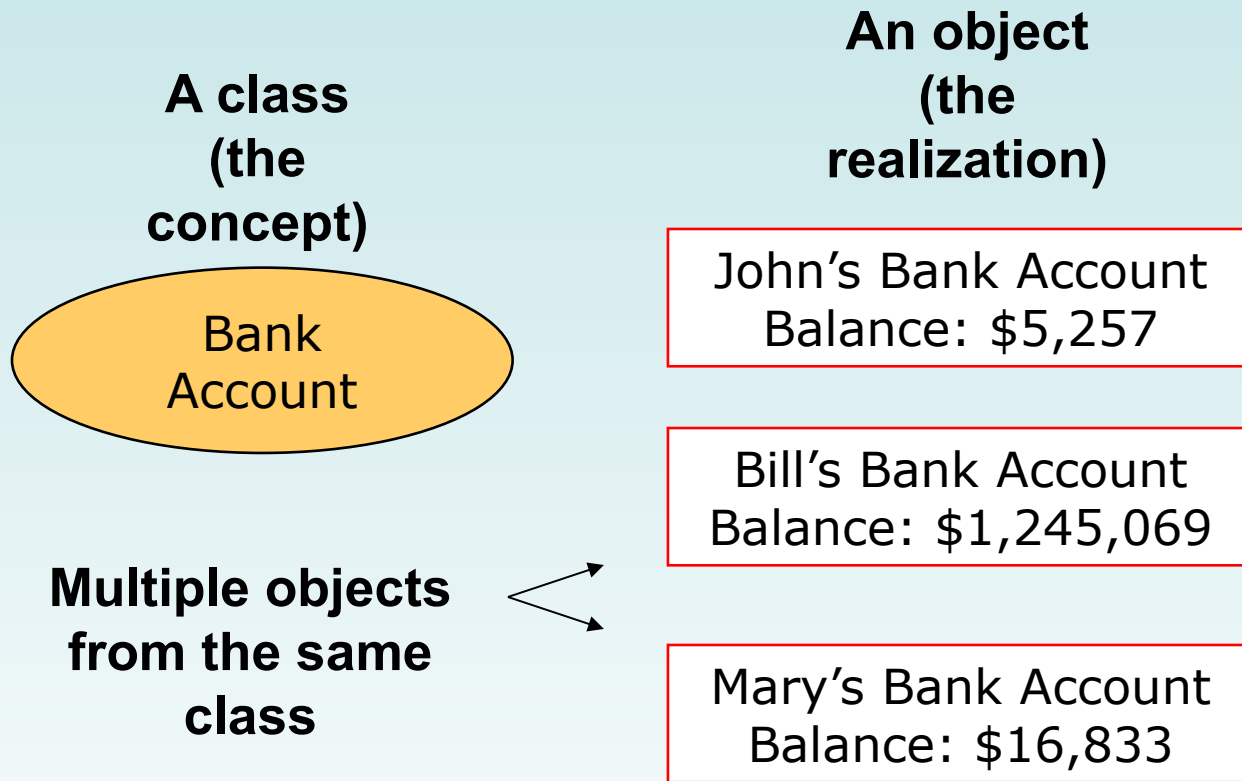 A class
(the
concept)
Bank
Account
Multiple objects
from the same
class
An object
(the
realization)
John’s Bank Account
Balance: $5,257
Bill’s Bank Account
Balance: $1,245,069
Mary’s Bank Account
Balance: $16,833